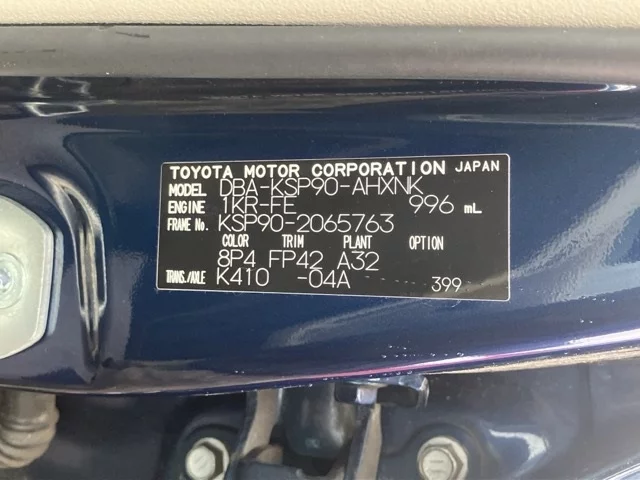 TOYOTA MOTOR CORPORATION JAPAN
MODEL DBA-KSP90-AHXNK
ENGINE 1KR-FE 996 mL
FRAME No. KSP90-2065763
COLOR TRIM PLANT OPTION
8P4 FP42 A32
TRANS./AXLE K410 -04A 399